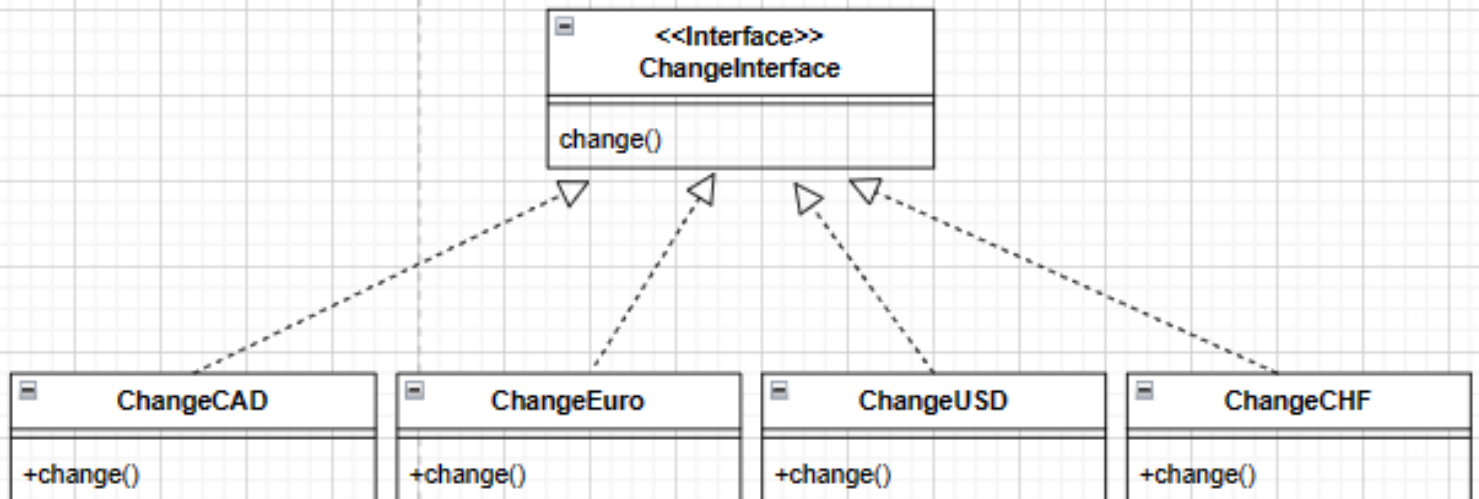 <<Interface>>
ChangeInterface
change()
ChangeCAD
ChangeEuro
ChangeUSD
ChangeCHF
+change()
+change()
+change()
+change()